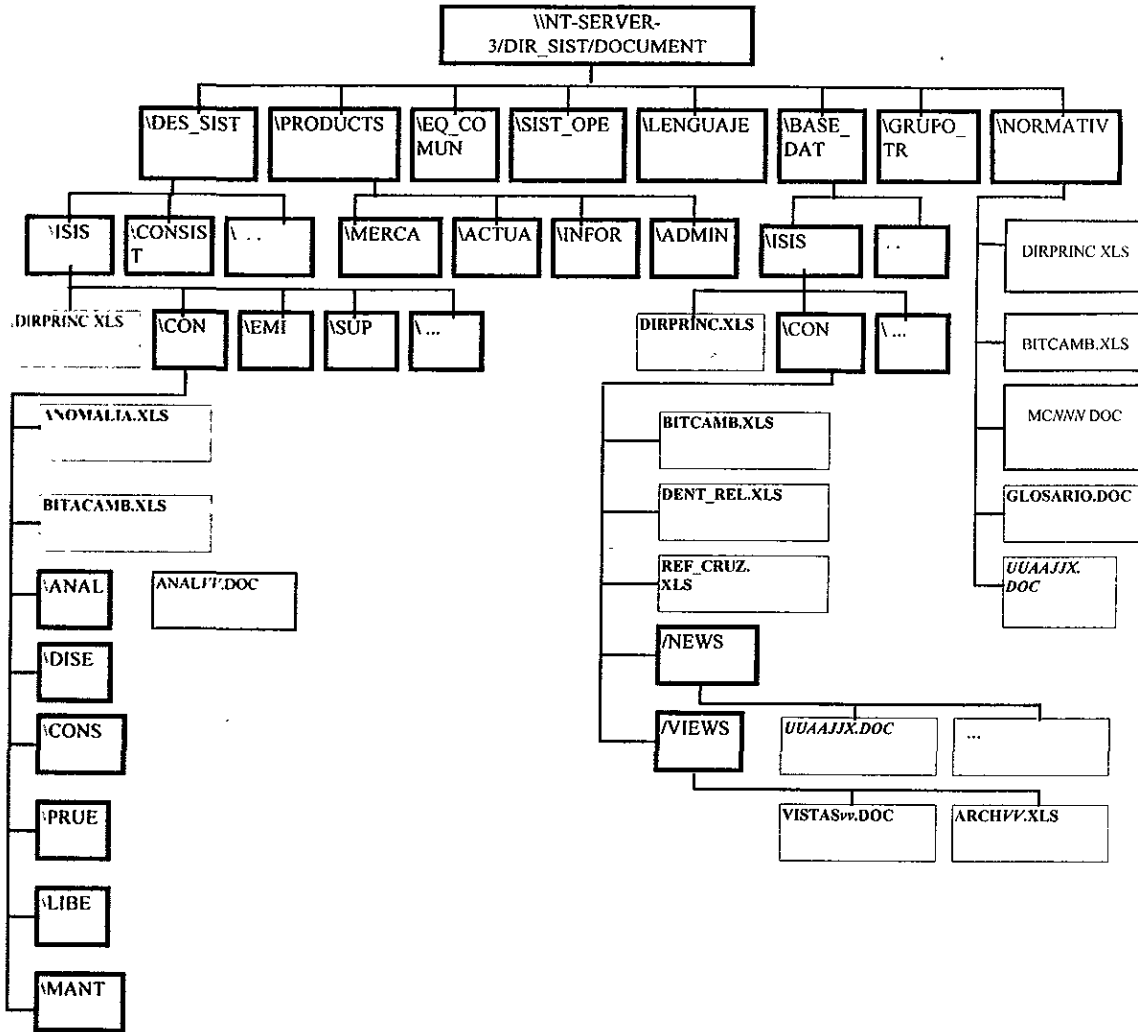 \\NT-SERVER-
3/DIR_SIST/DOCUMENT
\DES_SIST
\PRODUCTS
\EQ_CO
MUN
\SIST_OPE
\LENGUAJE
\BASE_
DAT
\GRUPO_
TR
\NORMATIV
\ISIS
\CONSIS
T
\ . .
\MERCA
\ACTUA
\INFOR
\ADMIN
\ISIS
. .
DIRPRINC XLS
DIRPRINC XLS
\CON
\EMI
\SUP
\ ...
DIRPRINC.XLS
\CON
\ ...
BITCAMB.XLS
ANOMALIA.XLS
BITCAMB.XLS
MCNNN DOC
BITACAMB.XLS
DENT_REL.XLS
GLOSARIO.DOC
\ANAL
ANALVV.DOC
REF_CRUZ.
XLS
UUAAJJX.
DOC
\DISE
/NEWS
\CONS
/VIEWS
UUAAJJX.DOC
...
\PRUE
VISTASvv.DOC
ARCHVV.XLS
\LIBE
\MANT